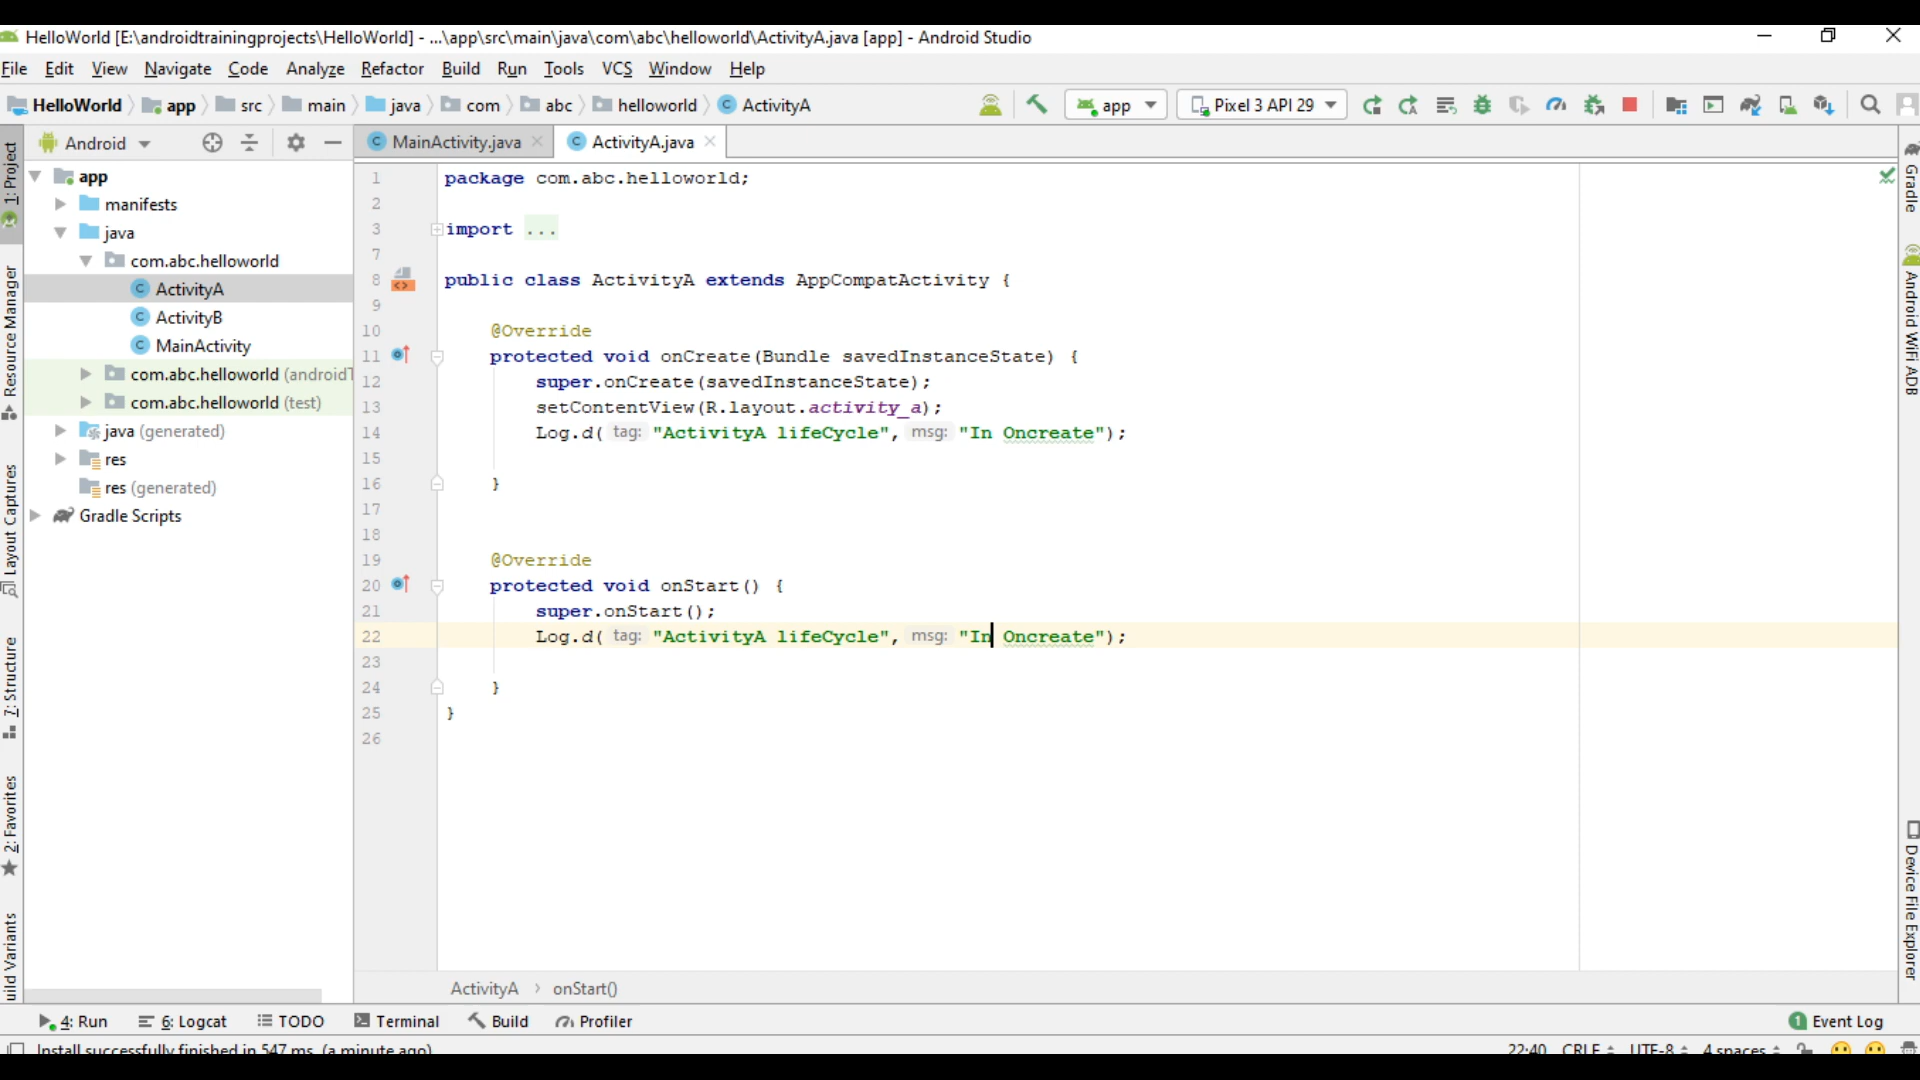 HelloWorld [E:\androidtrainingprojects\HelloWorld] - ...\app\src\main\java\com\abc\helloworld\ActivityA.java [app] - Android Studio
File Edit View Navigate Code Analyze Refactor Build Run Tools VCS Window Help
HelloWorld app src main java com abc helloworld ActivityA app Pixel 3 API 29
1: Project
Resource Manager
Layout Captures
7: Structure
2: Favorites
uild Variants
Android
app
manifests
java
com.abc.helloworld
ActivityA
ActivityB
MainActivity
com.abc.helloworld (androidT
com.abc.helloworld (test)
java (generated)
res
res (generated)
Gradle Scripts
MainActivity.java ActivityA.java
1 package com.abc.helloworld;
2
3 import ...
7
8 public class ActivityA extends AppCompatActivity {
9
10 @Override
11 protected void onCreate(Bundle savedInstanceState) {
12 super.onCreate(savedInstanceState);
13 setContentView(R.layout.activity_a);
14 Log.d( tag: "ActivityA lifeCycle", msg: "In Oncreate");
15
16 }
17
18
19 @Override
20 protected void onStart() {
21 super.onStart();
22 Log.d( tag: "ActivityA lifeCycle", msg: "In Oncreate");
23
24 }
25 }
26
ActivityA > onStart()
Gradle
Android WiFi ADB
Device File Explorer
4: Run 6: Logcat TODO Terminal Build Profiler 1 Event Log
Install successfully finished in 547 ms. (a minute ago) 22:40 CRLF UTF-8 4 spaces